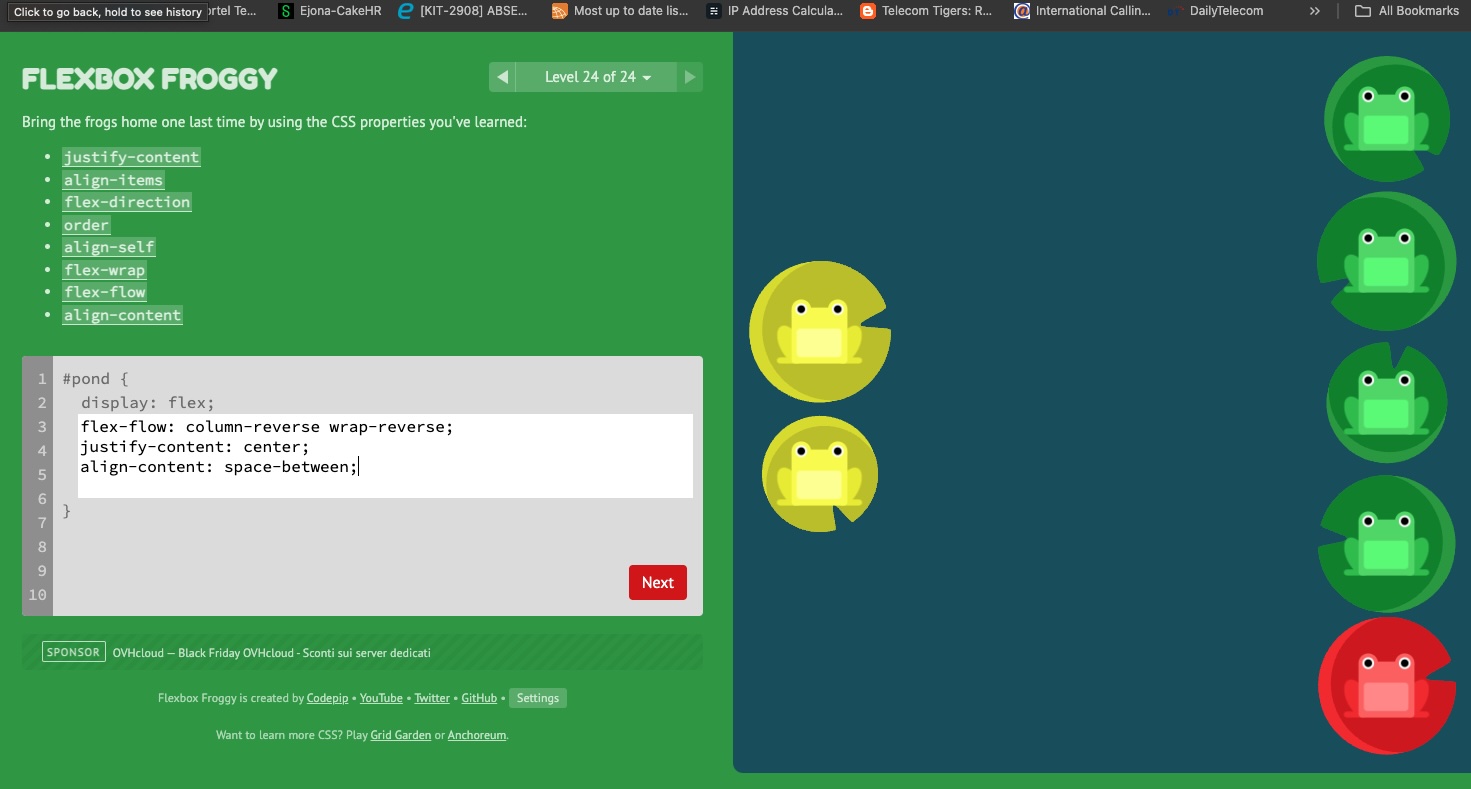 Click to go back, hold to see history ortel Te... Ejona-CakeHR [KIT-2908] ABSE... Most up to date lis... IP Address Calcula... Telecom Tigers: R... International Callin... DailyTelecom >> All Bookmarks
FLEXBOX FROGGY
Level 24 of 24
Bring the frogs home one last time by using the CSS properties you've learned:
• justify-content
• align-items
• flex-direction
• order
• align-self
• flex-wrap
• flex-flow
• align-content
1 #pond {
2 display: flex;
3 flex-flow: column-reverse wrap-reverse;
4 justify-content: center;
5 align-content: space-between;
6
7 }
8
9
10
Next
SPONSOR OVHcloud — Black Friday OVHcloud - Sconti sui server dedicati
Flexbox Froggy is created by Codepip • YouTube • Twitter • GitHub • Settings
Want to learn more CSS? Play Grid Garden or Anchoreum.